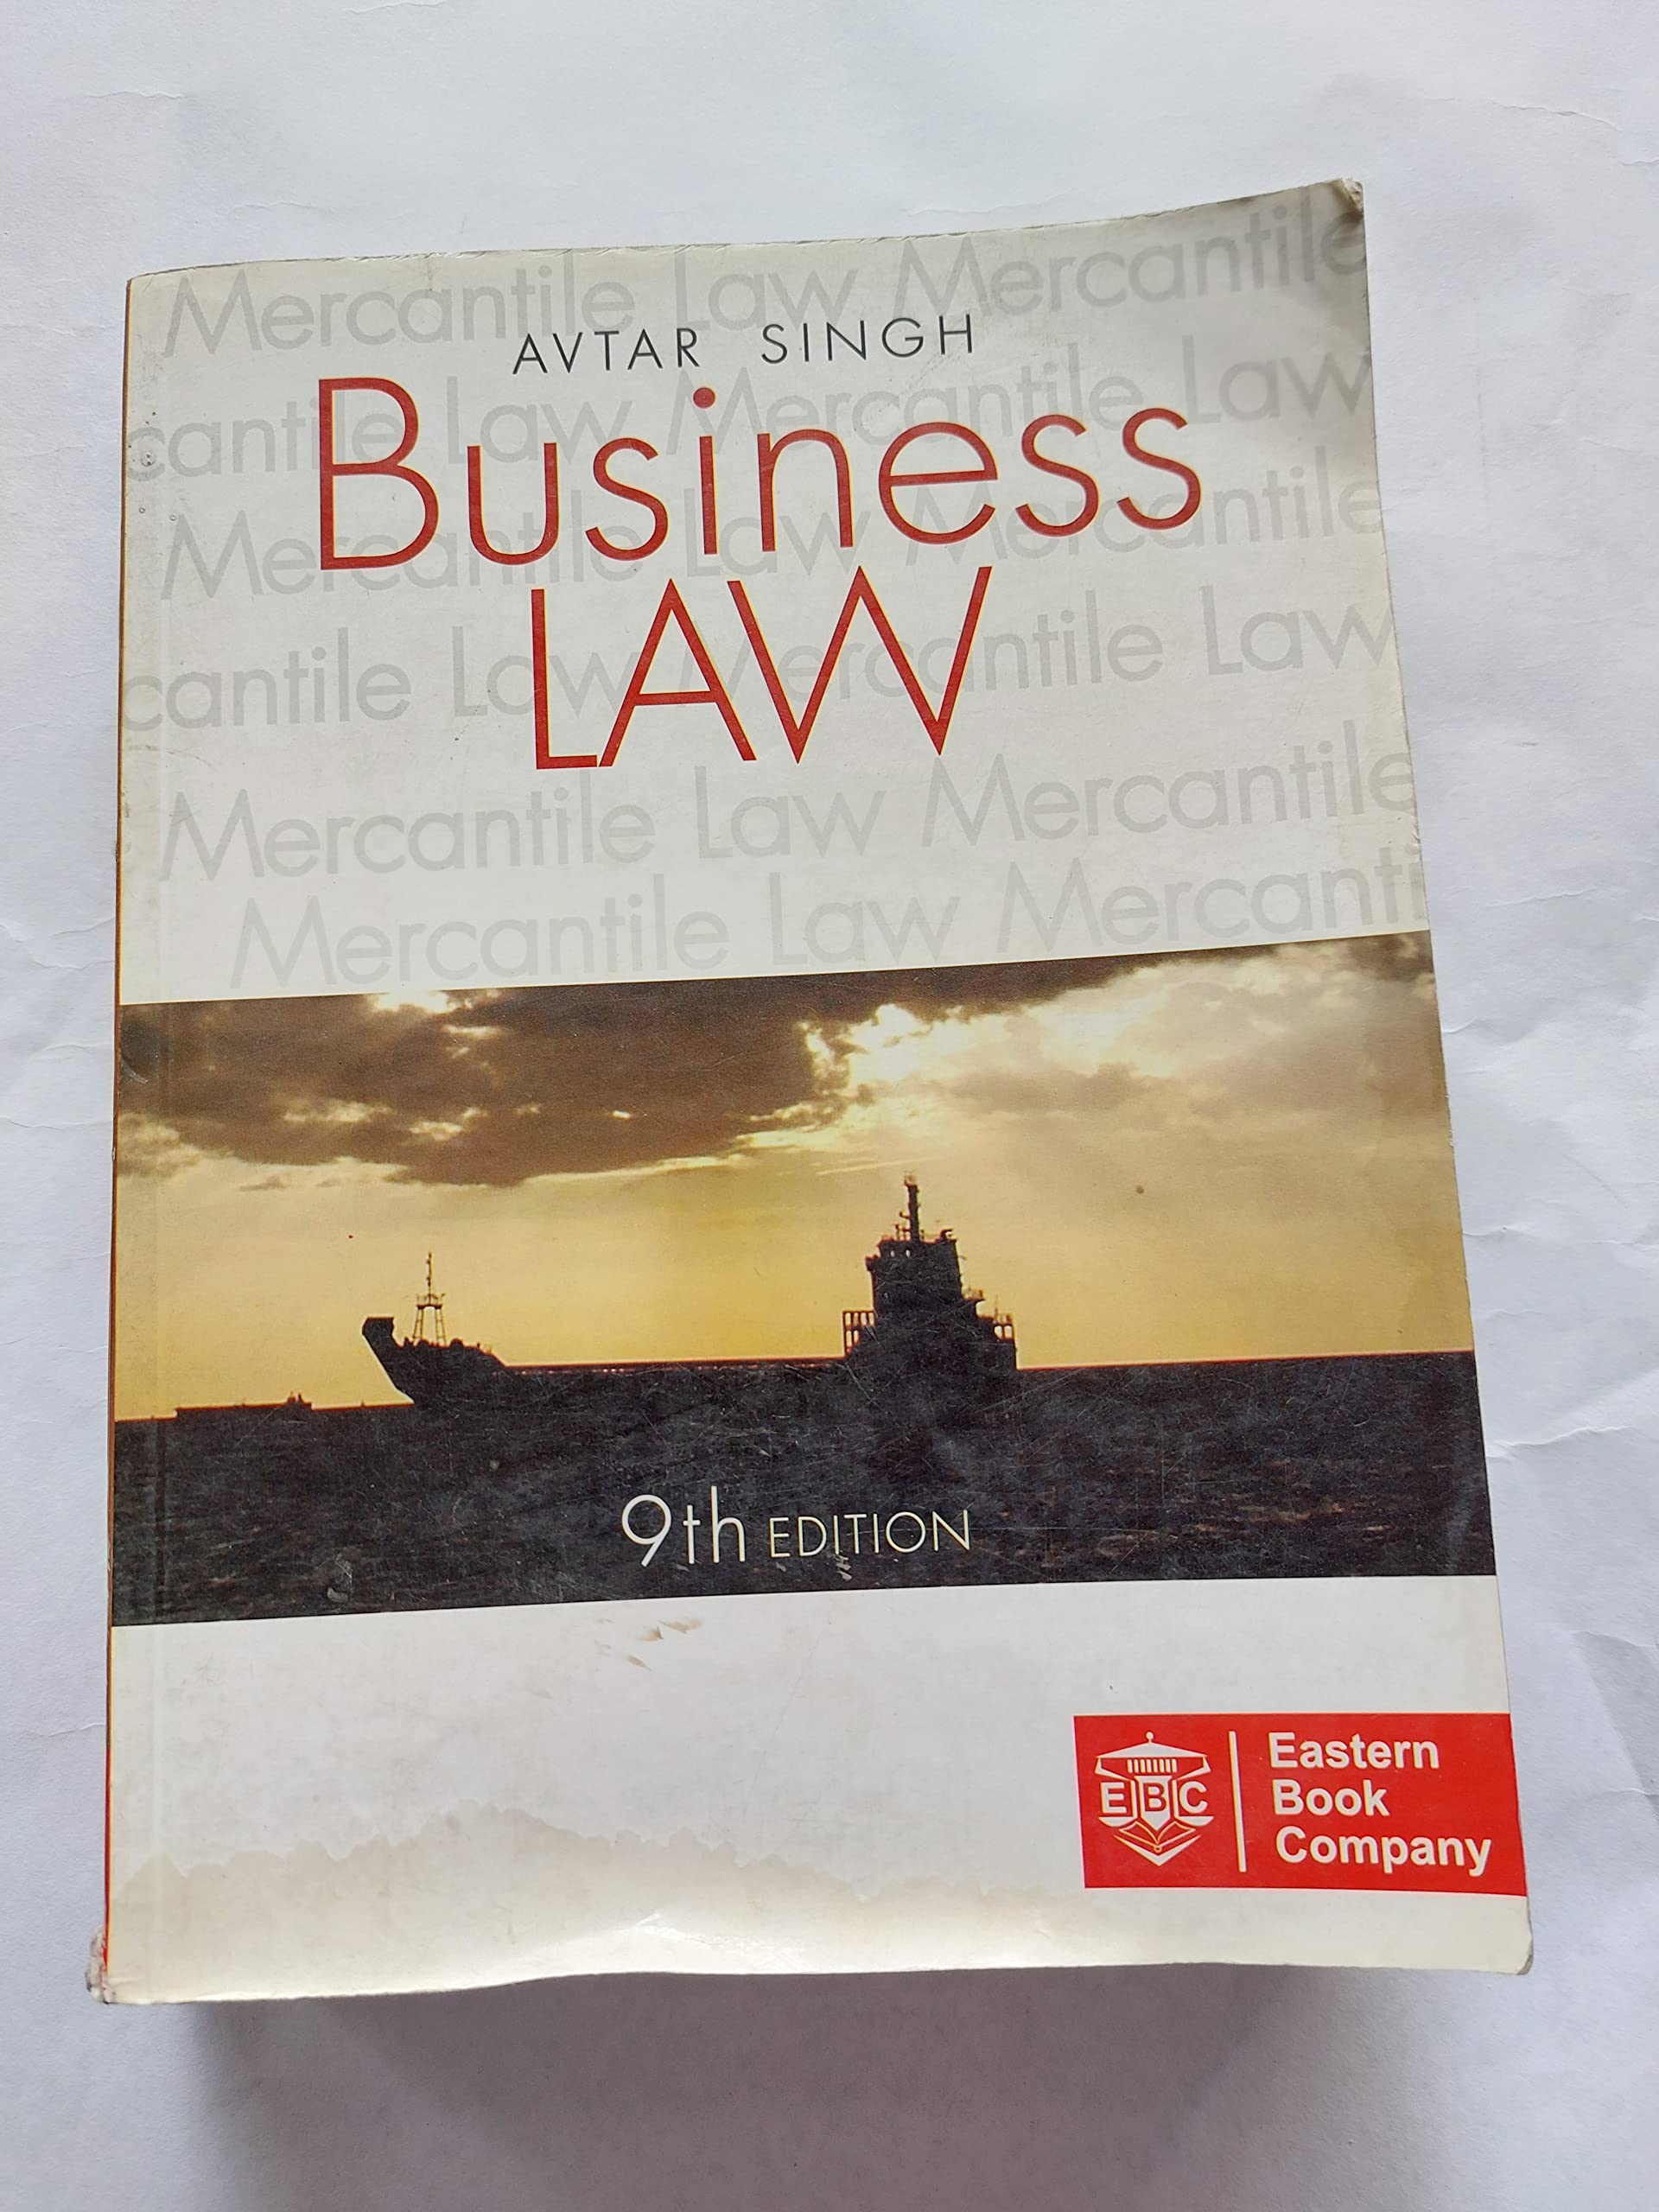 Mercantile Law Mercantile
AVTAR SINGH
cantile Law Mercantile Law
Business
Mercantile Law Mercantile
LAW
cantile Law Mercantile Law
Mercantile Law Mercantile
Mercantile Law Mercanti
9th EDITION
EBC
Eastern
Book
Company